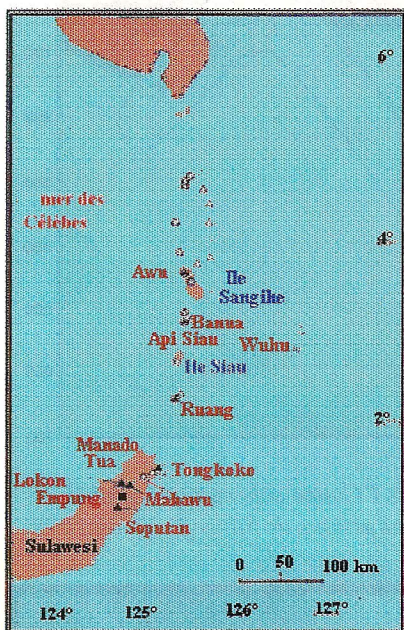 6°
mer des
Célèbes
4°
Awu
Ile
Sangihe
Banua
Api Siau
Wuhu
Ile Siau
Ruang
2°
Manado
Tua
Tongkoko
Lokon
Empung
Mahawu
Soputan
Sulawesi
0 50 100 km
124° 125° 126° 127°